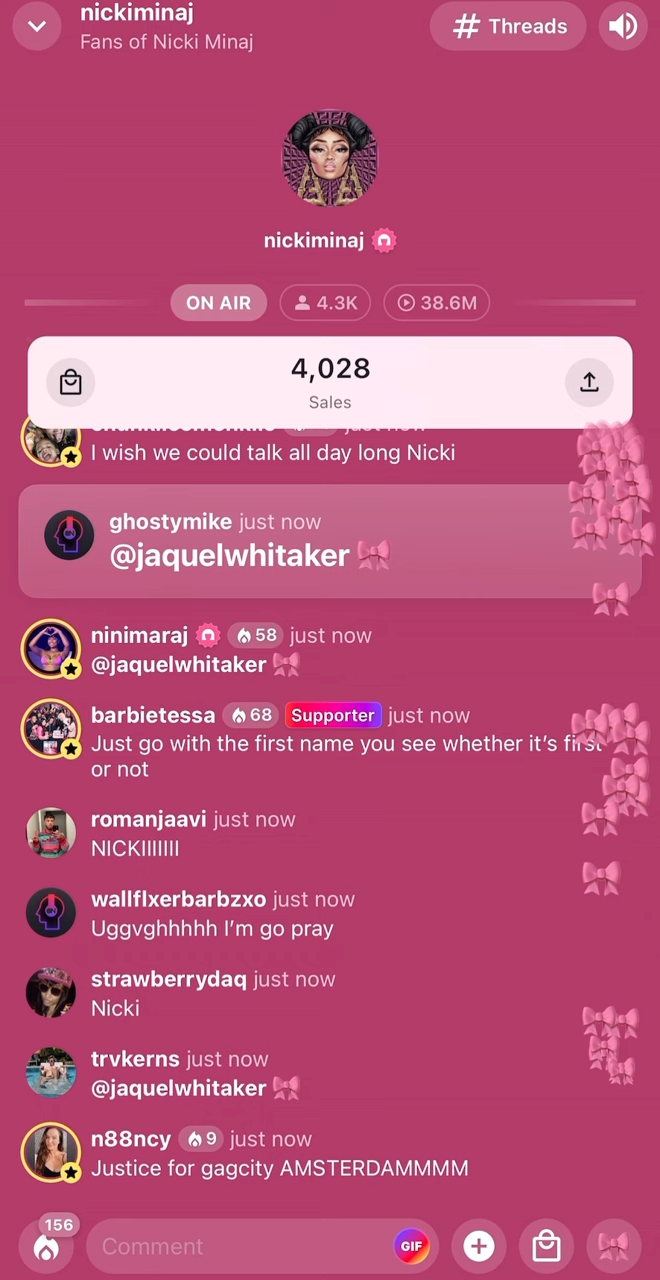 nickiminaj
Fans of Nicki Minaj
# Threads
nickiminaj
ON AIR
4.3K
38.6M
4,028
Sales
just now
I wish we could talk all day long Nicki
ghostymike just now
@jaquelwhitaker
ninimaraj 58 just now
@jaquelwhitaker
barbietessa 68 Supporter just now
Just go with the first name you see whether it's first
or not
romanjaavi just now
NICKIIIIIII
wallflxerbarbzxo just now
Uggvghhhhh I'm go pray
strawberrydaq just now
Nicki
trvkerns just now
@jaquelwhitaker
n88ncy 9 just now
Justice for gagcity AMSTERDAMMMM
156
Comment
GIF